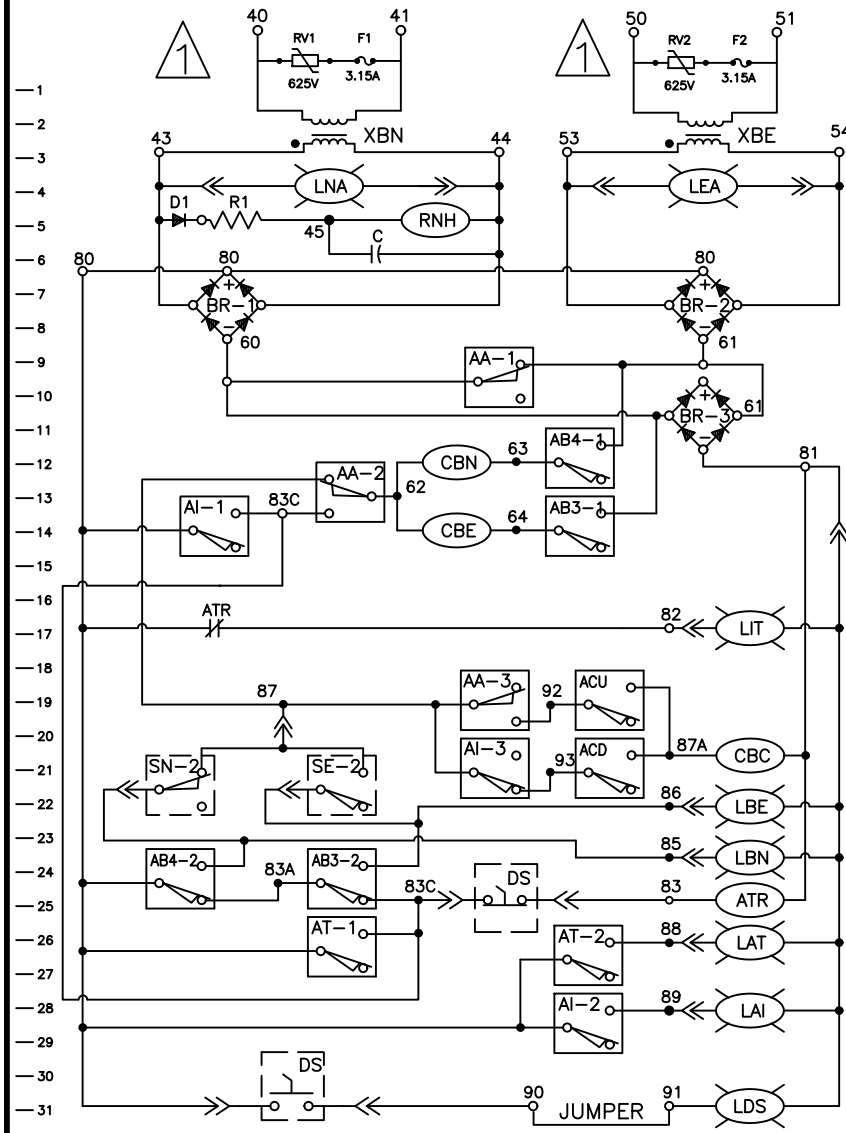 40 41 50 51
1 RV1 F1 1 RV2 F2
625V 3.15A 625V 3.15A
1
2
43 XBN 44 53 XBE 54
3
4 LNA LEA
D1 R1
5 45 RNH
C
6 80 80 80
7 + +
BR-1 BR-2
8 - -
60 61
9 AA-1
10 +
BR-3 61
11 AB4-1 -
63 81
12 AA-2 CBN
62
13 AI-1 83C AB3-1
64
14 CBE
15
16
ATR 82
17 LIT
18
AA-3 ACU
19 87 92
20
AI-3 ACD 87A
21 SN-2 SE-2 93 CBC
86
22 LBE
23 85
LBN
24 AB4-2 83A AB3-2
83C DS 83
25 ATR
AT-1 88
26 AT-2 LAT
27
28 AI-2 89 LAI
29
30 DS
90 91
31 JUMPER LDS